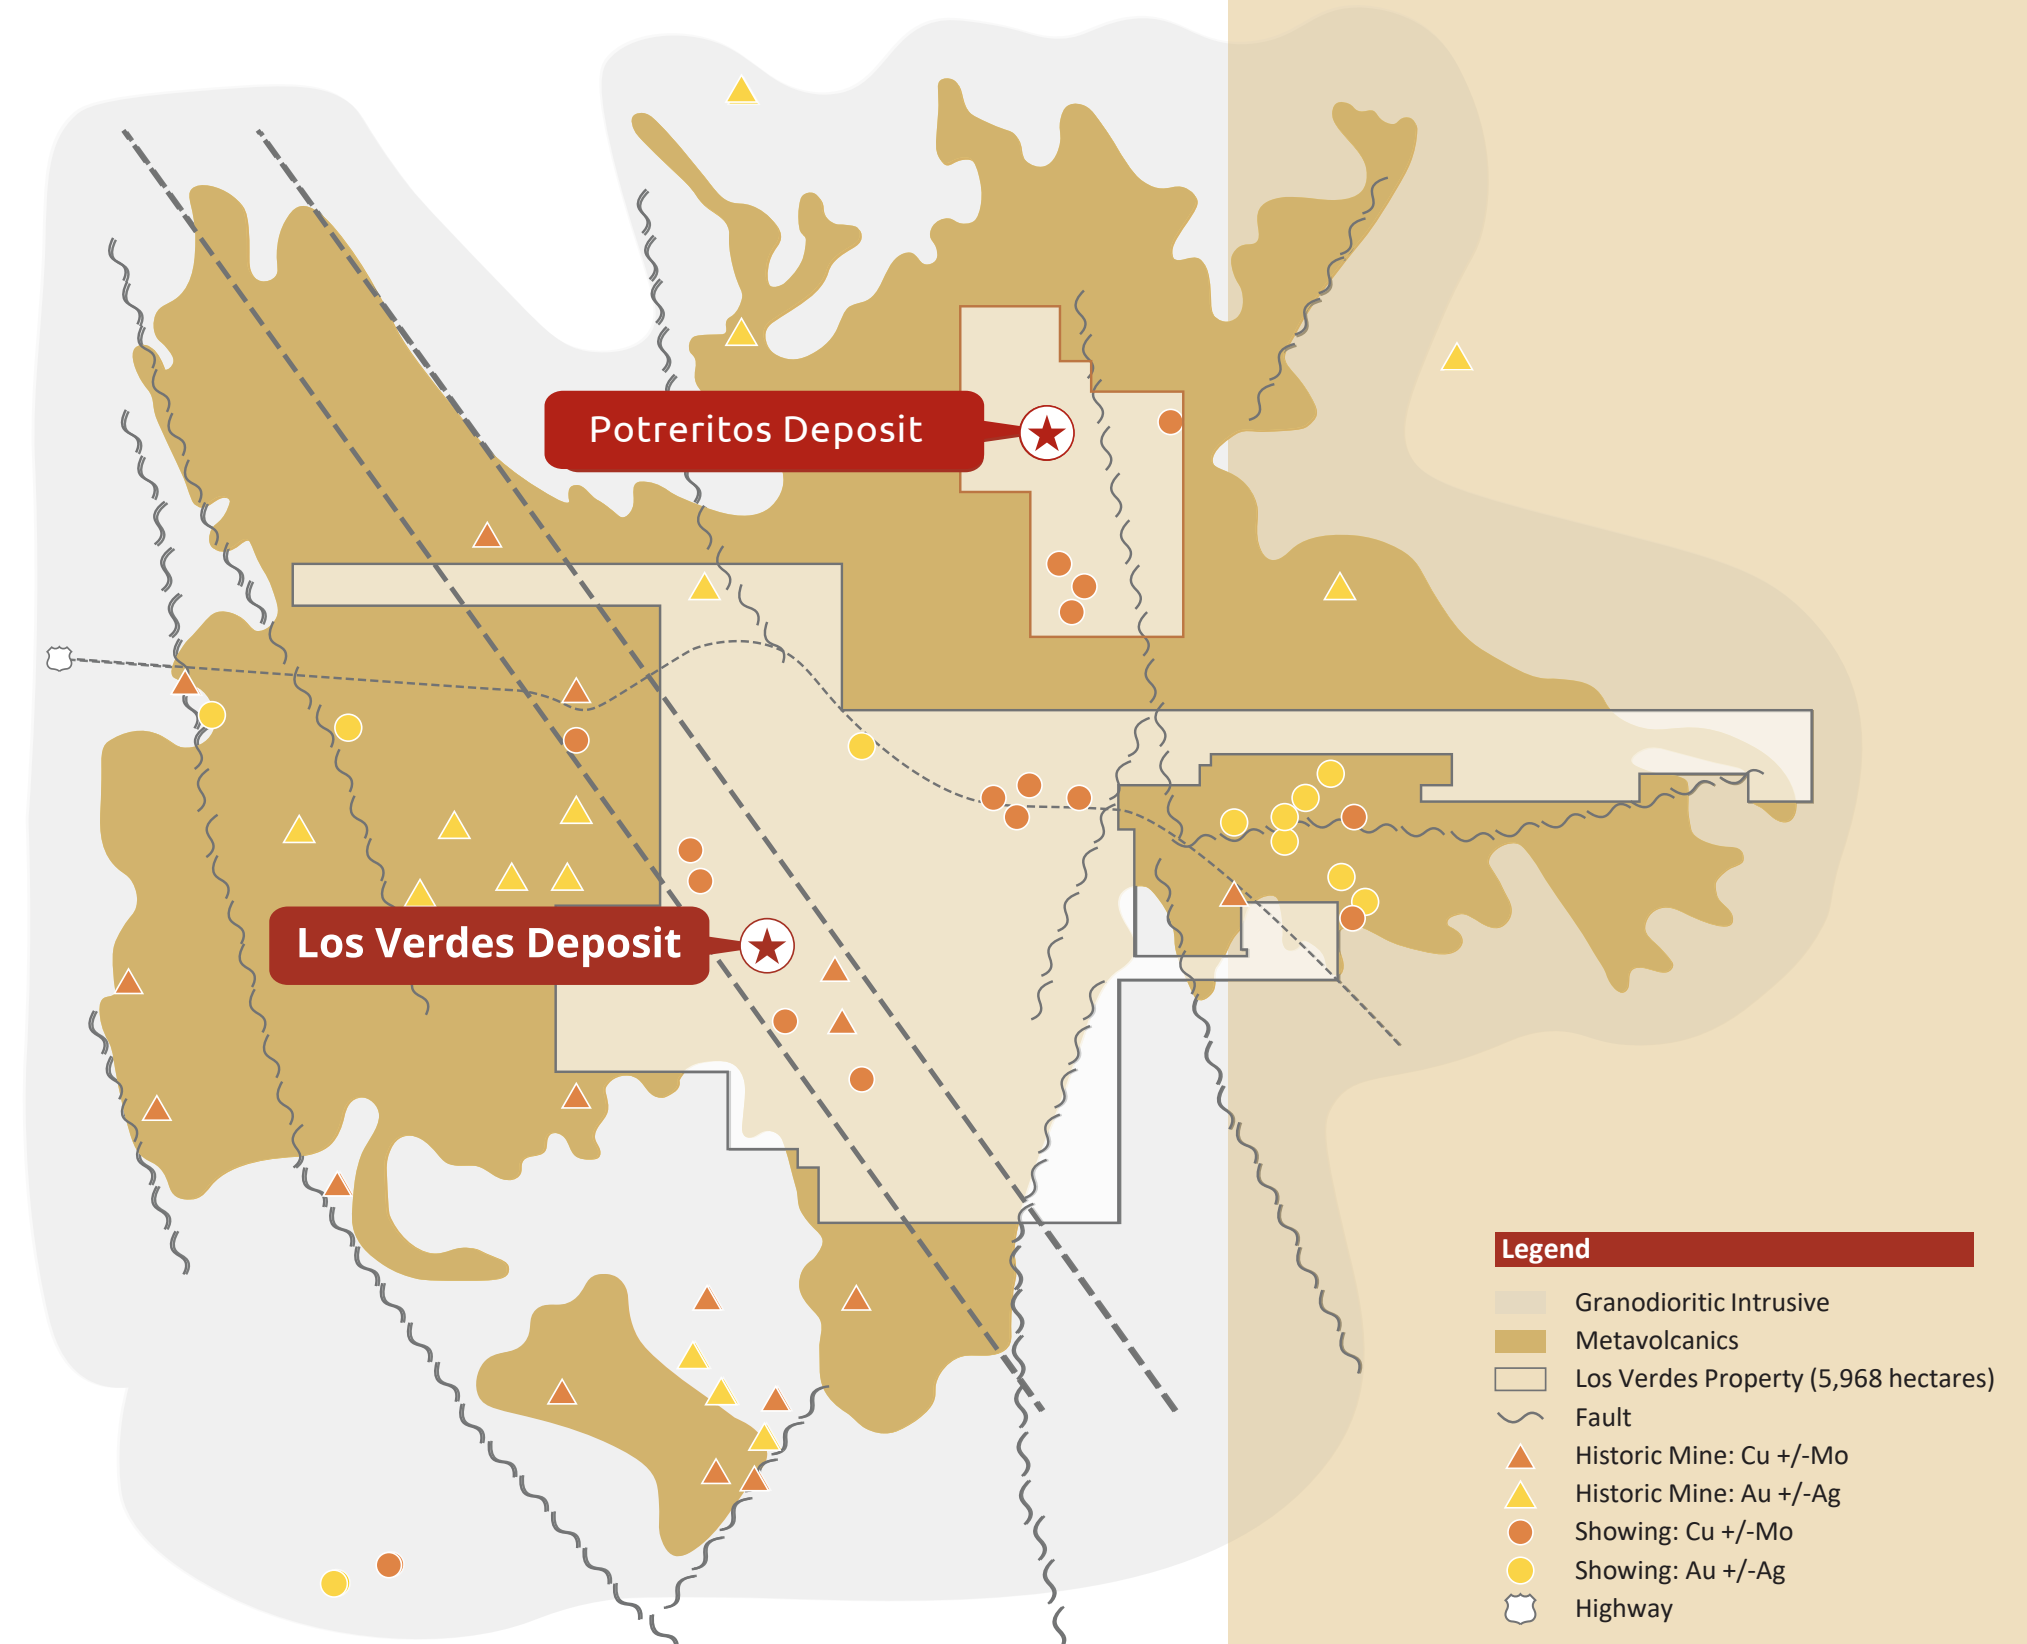 Potreritos Deposit
Los Verdes Deposit
Legend
Granodioritic Intrusive
Metavolcanics
Los Verdes Property (5,968 hectares)
Fault
Historic Mine: Cu +/-Mo
Historic Mine: Au +/-Ag
Showing: Cu +/-Mo
Showing: Au +/-Ag
Highway